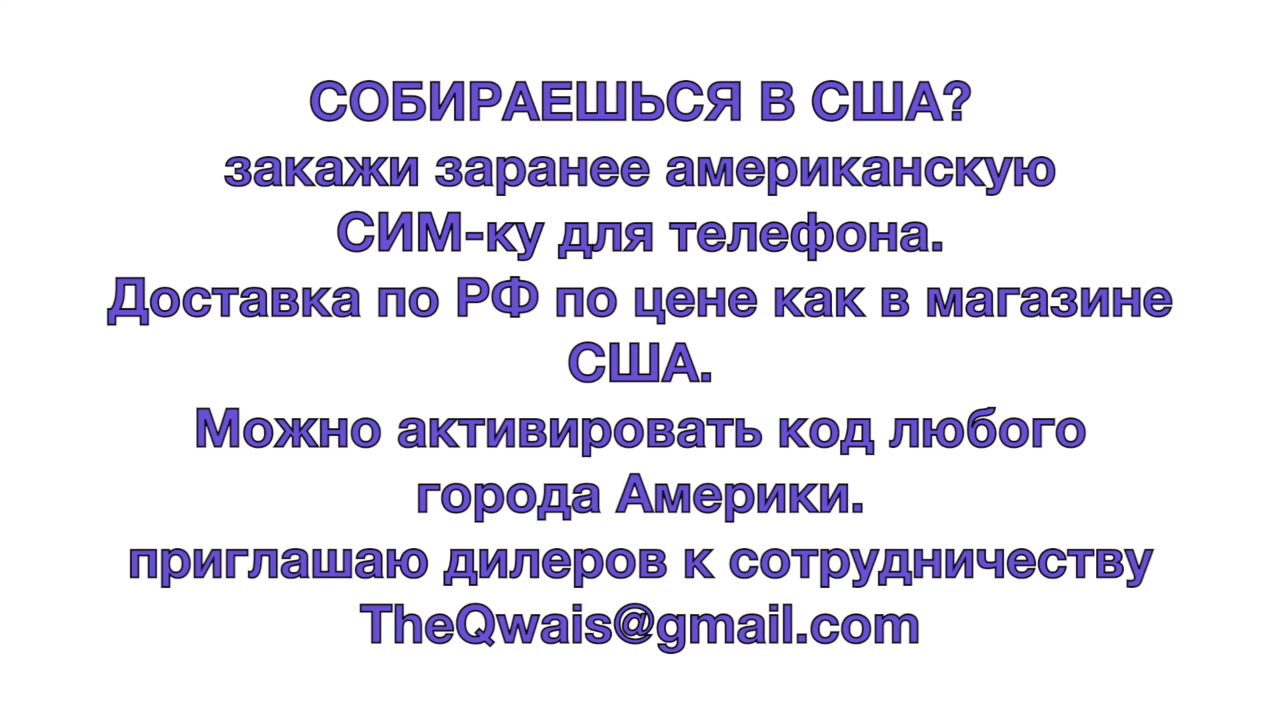 СОБИРАЕШЬСЯ В США?
закажи заранее американскую
СИМ-ку для телефона.
Доставка по РФ по цене как в магазине
США.
Можно активировать код любого
города Америки.
приглашаю дилеров к сотрудничеству
TheQwais@gmail.com